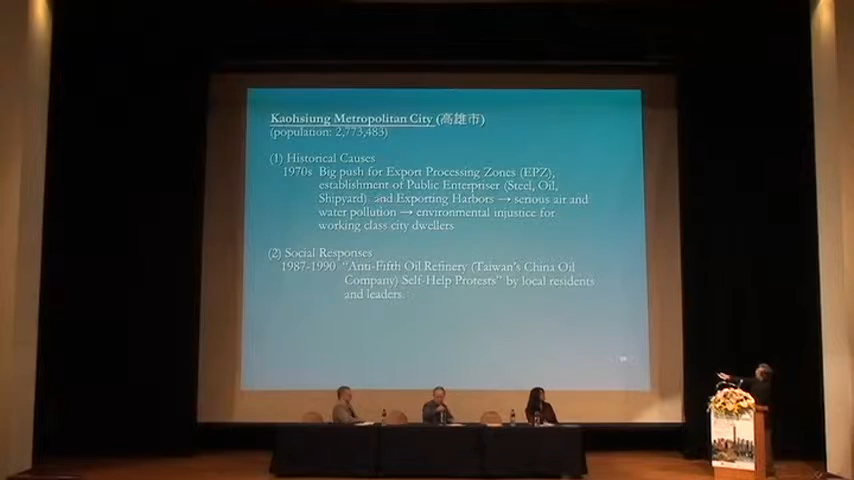 Kaohsiung Metropolitan City (高雄市)
(population: 2,773,483)
(1) Historical Causes
1970s Big push for Export Processing Zones (EPZ),
establishment of Public Enterpriser (Steel, Oil,
Shipyard) and Exporting Harbors → serious air and
water pollution → environmental injustice for
working class city dwellers
(2) Social Responses
1987-1990 “Anti-Fifth Oil Refinery (Taiwan’s China Oil
Company) Self-Help Protests” by local residents
and leaders.